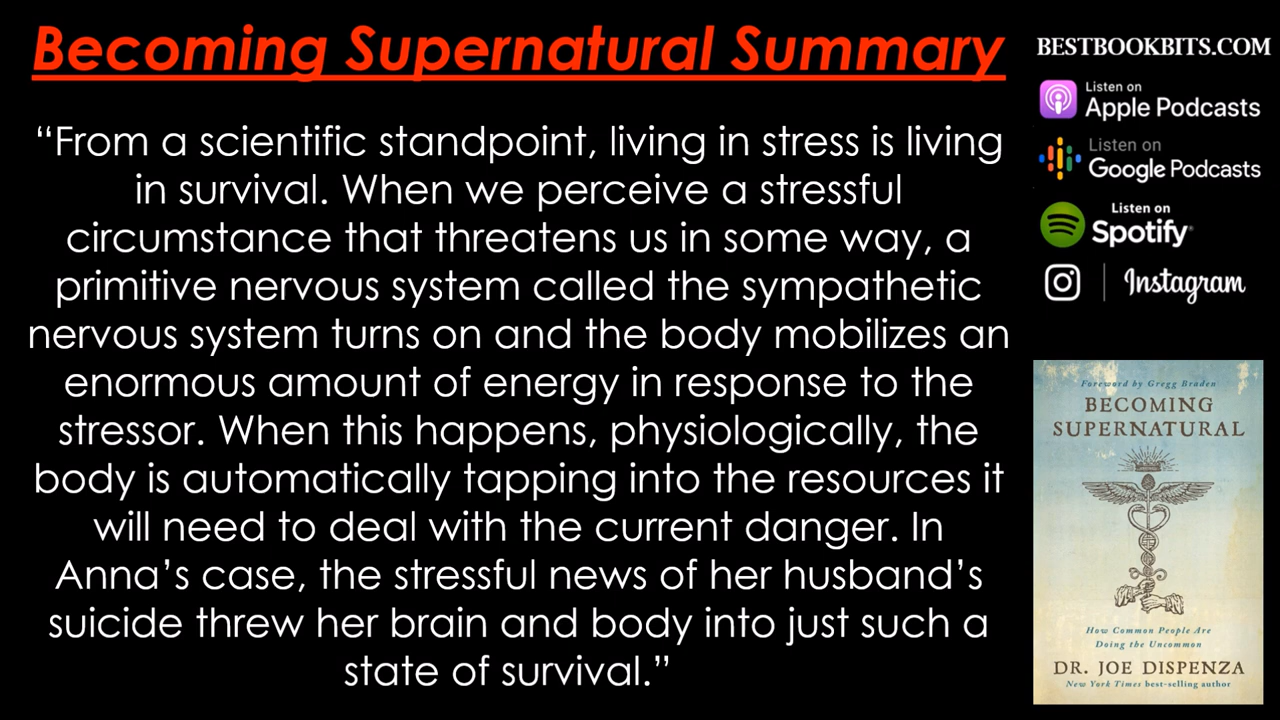 Becoming Supernatural Summary
“From a scientific standpoint, living in stress is living
in survival. When we perceive a stressful
circumstance that threatens us in some way, a
primitive nervous system called the sympathetic
nervous system turns on and the body mobilizes an
enormous amount of energy in response to the
stressor. When this happens, physiologically, the
body is automatically tapping into the resources it
will need to deal with the current danger. In
Anna’s case, the stressful news of her husband’s
suicide threw her brain and body into just such a
state of survival.”
BESTBOOKBITS.COM
Listen on
Apple Podcasts
Listen on
Google Podcasts
Listen on
Spotify
Instagram
Foreword by Gregg Braden
BECOMING
SUPERNATURAL
How Common People Are
Doing the Uncommon
DR. JOE DISPENZA
New York Times best-selling author